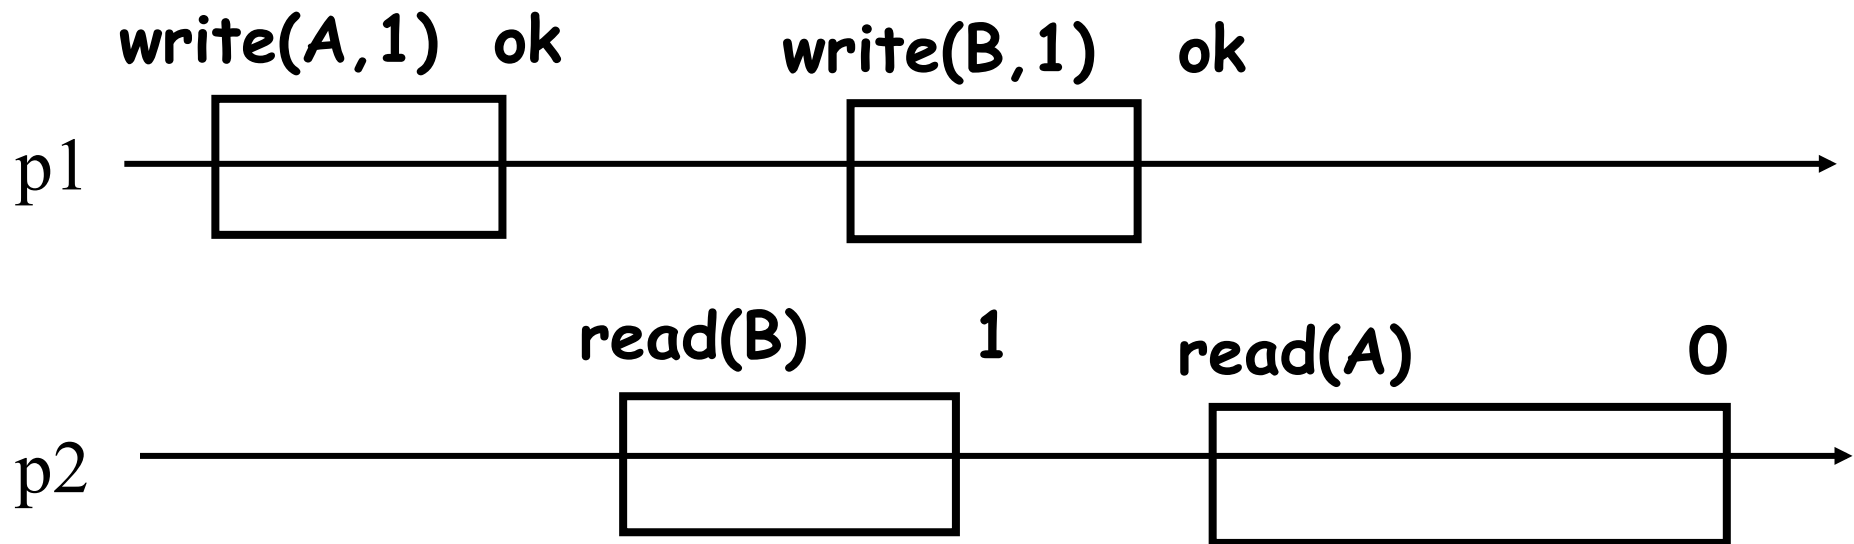 write(A,1) ok write(B,1) ok
p1
read(B) 1 read(A) 0
p2